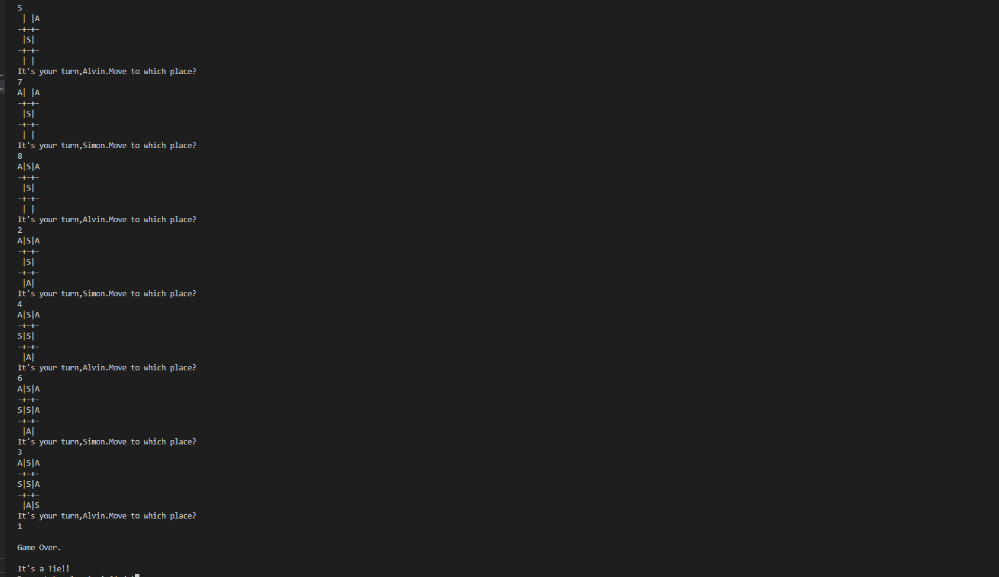 5
 | |A
-+-+-
 |S|
-+-+-
 | |
It's your turn,Alvin.Move to which place?
7
A| |A
-+-+-
 |S|
-+-+-
 | |
It's your turn,Simon.Move to which place?
8
A|S|A
-+-+-
 |S|
-+-+-
 | |
It's your turn,Alvin.Move to which place?
2
A|S|A
-+-+-
 |S|
-+-+-
 |A|
It's your turn,Simon.Move to which place?
4
A|S|A
-+-+-
S|S|
-+-+-
 |A|
It's your turn,Alvin.Move to which place?
6
A|S|A
-+-+-
S|S|A
-+-+-
 |A|
It's your turn,Simon.Move to which place?
3
A|S|A
-+-+-
S|S|A
-+-+-
 |A|S
It's your turn,Alvin.Move to which place?
1
Game Over.
It's a Tie!!